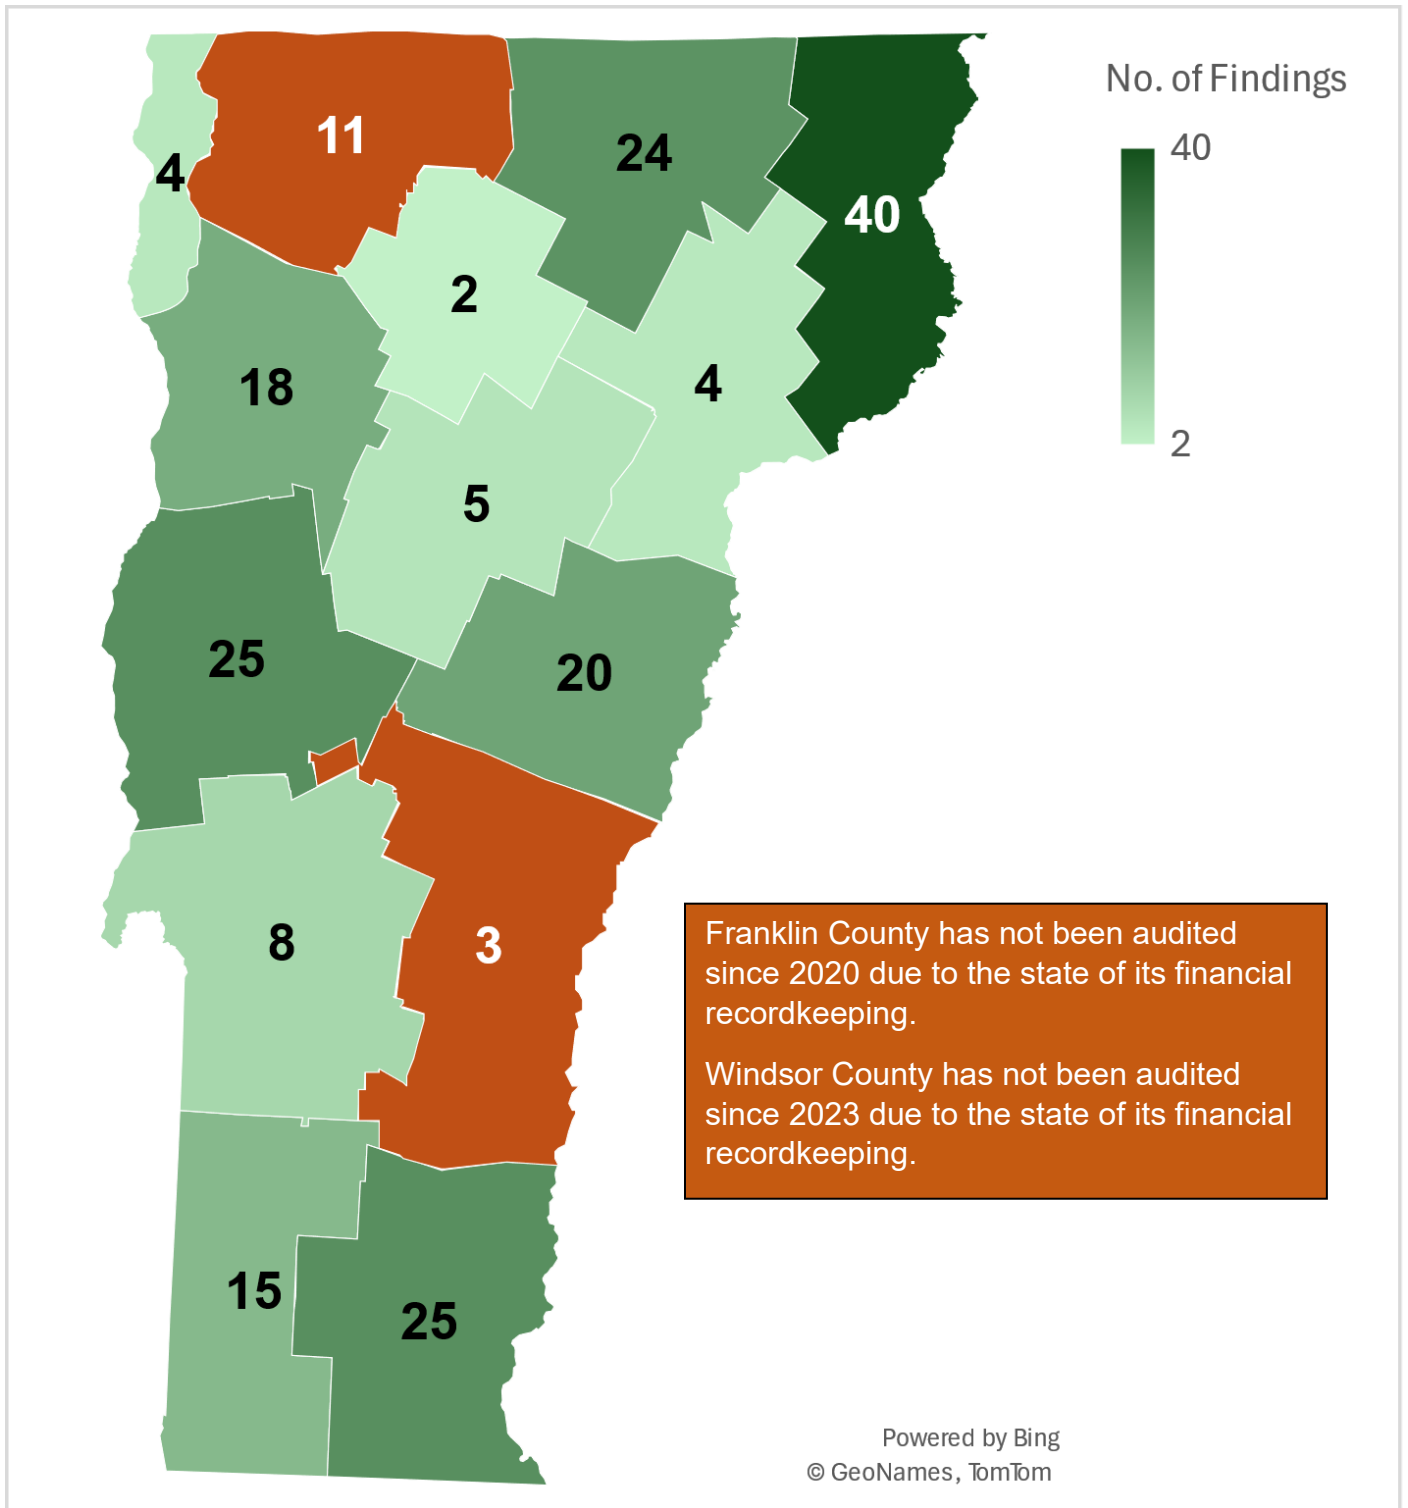 No. of Findings
40
2
11
24
4
40
2
18
4
5
25
20
8
3
15
25
Franklin County has not been audited
since 2020 due to the state of its financial
recordkeeping.
Windsor County has not been audited
since 2023 due to the state of its financial
recordkeeping.
Powered by Bing
© GeoNames, TomTom